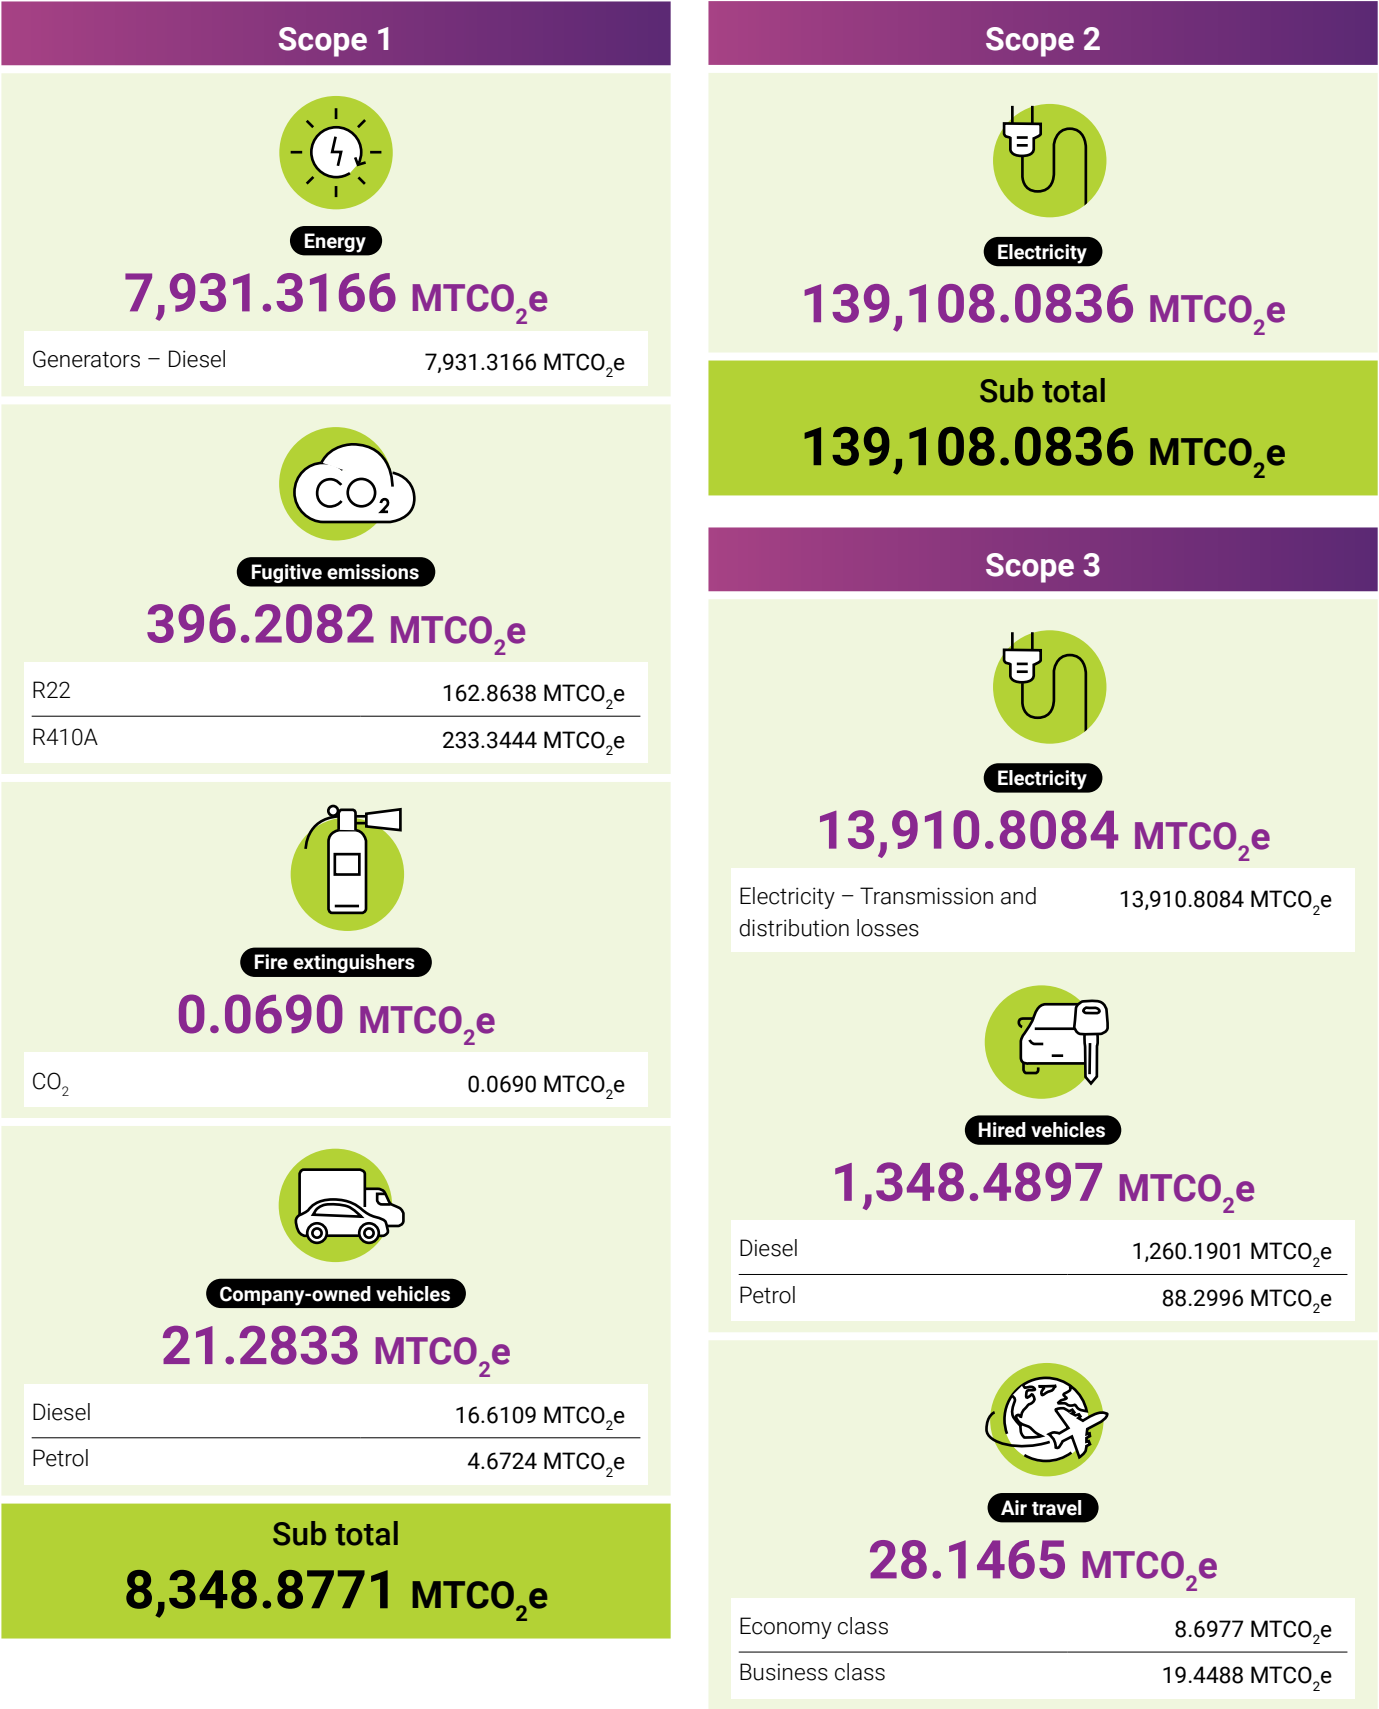 Scope 1
Energy
7,931.3166 MTCO₂e
Generators – Diesel 7,931.3166 MTCO₂e
CO₂
Fugitive emissions
396.2082 MTCO₂e
R22 162.8638 MTCO₂e
R410A 233.3444 MTCO₂e
Fire extinguishers
0.0690 MTCO₂e
CO₂ 0.0690 MTCO₂e
Company-owned vehicles
21.2833 MTCO₂e
Diesel 16.6109 MTCO₂e
Petrol 4.6724 MTCO₂e
Sub total
8,348.8771 MTCO₂e
Scope 2
Electricity
139,108.0836 MTCO₂e
Sub total
139,108.0836 MTCO₂e
Scope 3
Electricity
13,910.8084 MTCO₂e
Electricity – Transmission and 13,910.8084 MTCO₂e
distribution losses
Hired vehicles
1,348.4897 MTCO₂e
Diesel 1,260.1901 MTCO₂e
Petrol 88.2996 MTCO₂e
Air travel
28.1465 MTCO₂e
Economy class 8.6977 MTCO₂e
Business class 19.4488 MTCO₂e